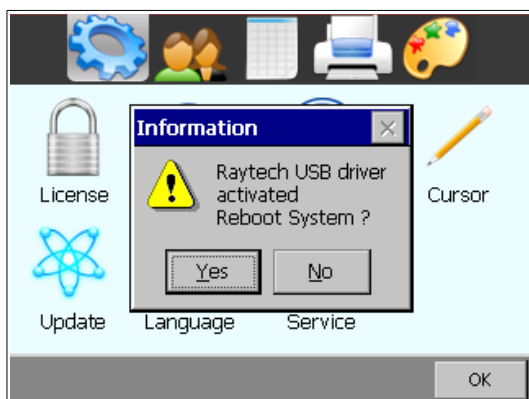 Information
Raytech USB driver
activated
Reboot System ?
Yes No
License Cursor
Update Language Service
OK